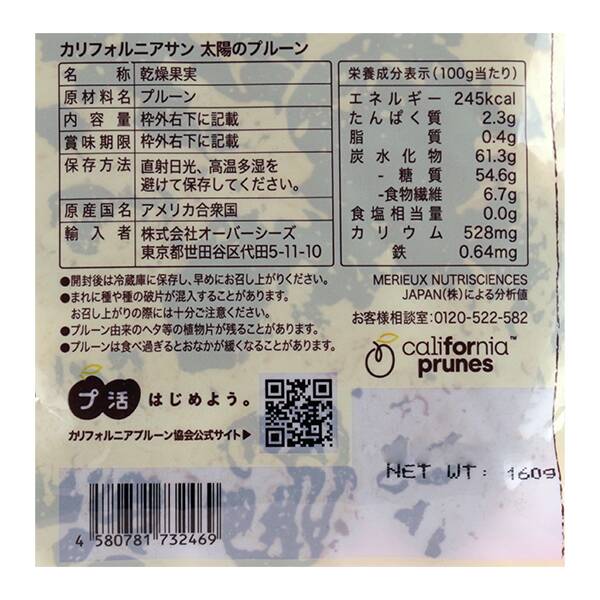 カリフォルニアサン 太陽のプルーン
名称 乾燥果実
原材料名 プルーン
内容量 枠外右下に記載
賞味期限 枠外右下に記載
保存方法 直射日光、高温多湿を
避けて保存してください。
原産国名 アメリカ合衆国
輸入者 株式会社オーバーシーズ
東京都世田谷区代田5-11-10
●開封後は冷蔵庫に保存し、早めにお召し上がりください。
●まれに種や種の破片が混入することがあります。
お召し上がりの際には十分ご注意ください。
●プルーン由来のヘタ等の植物片が残ることがあります。
●プルーンは食べ過ぎるとおなかが緩くなることがあります。
プ活 はじめよう。
カリフォルニアプルーン協会公式サイト▶
4 580781 732469
栄養成分表示(100g当たり)
エネルギー 245kcal
たんぱく質 2.3g
脂質 0.4g
炭水化物 61.3g
- 糖質 54.6g
-食物繊維 6.7g
食塩相当量 0.0g
カリウム 528mg
鉄 0.64mg
MERIEUX NUTRISCIENCES
JAPAN(株)による分析値
お客様相談室:0120-522-582
california™
prunes
NET WT: 160g